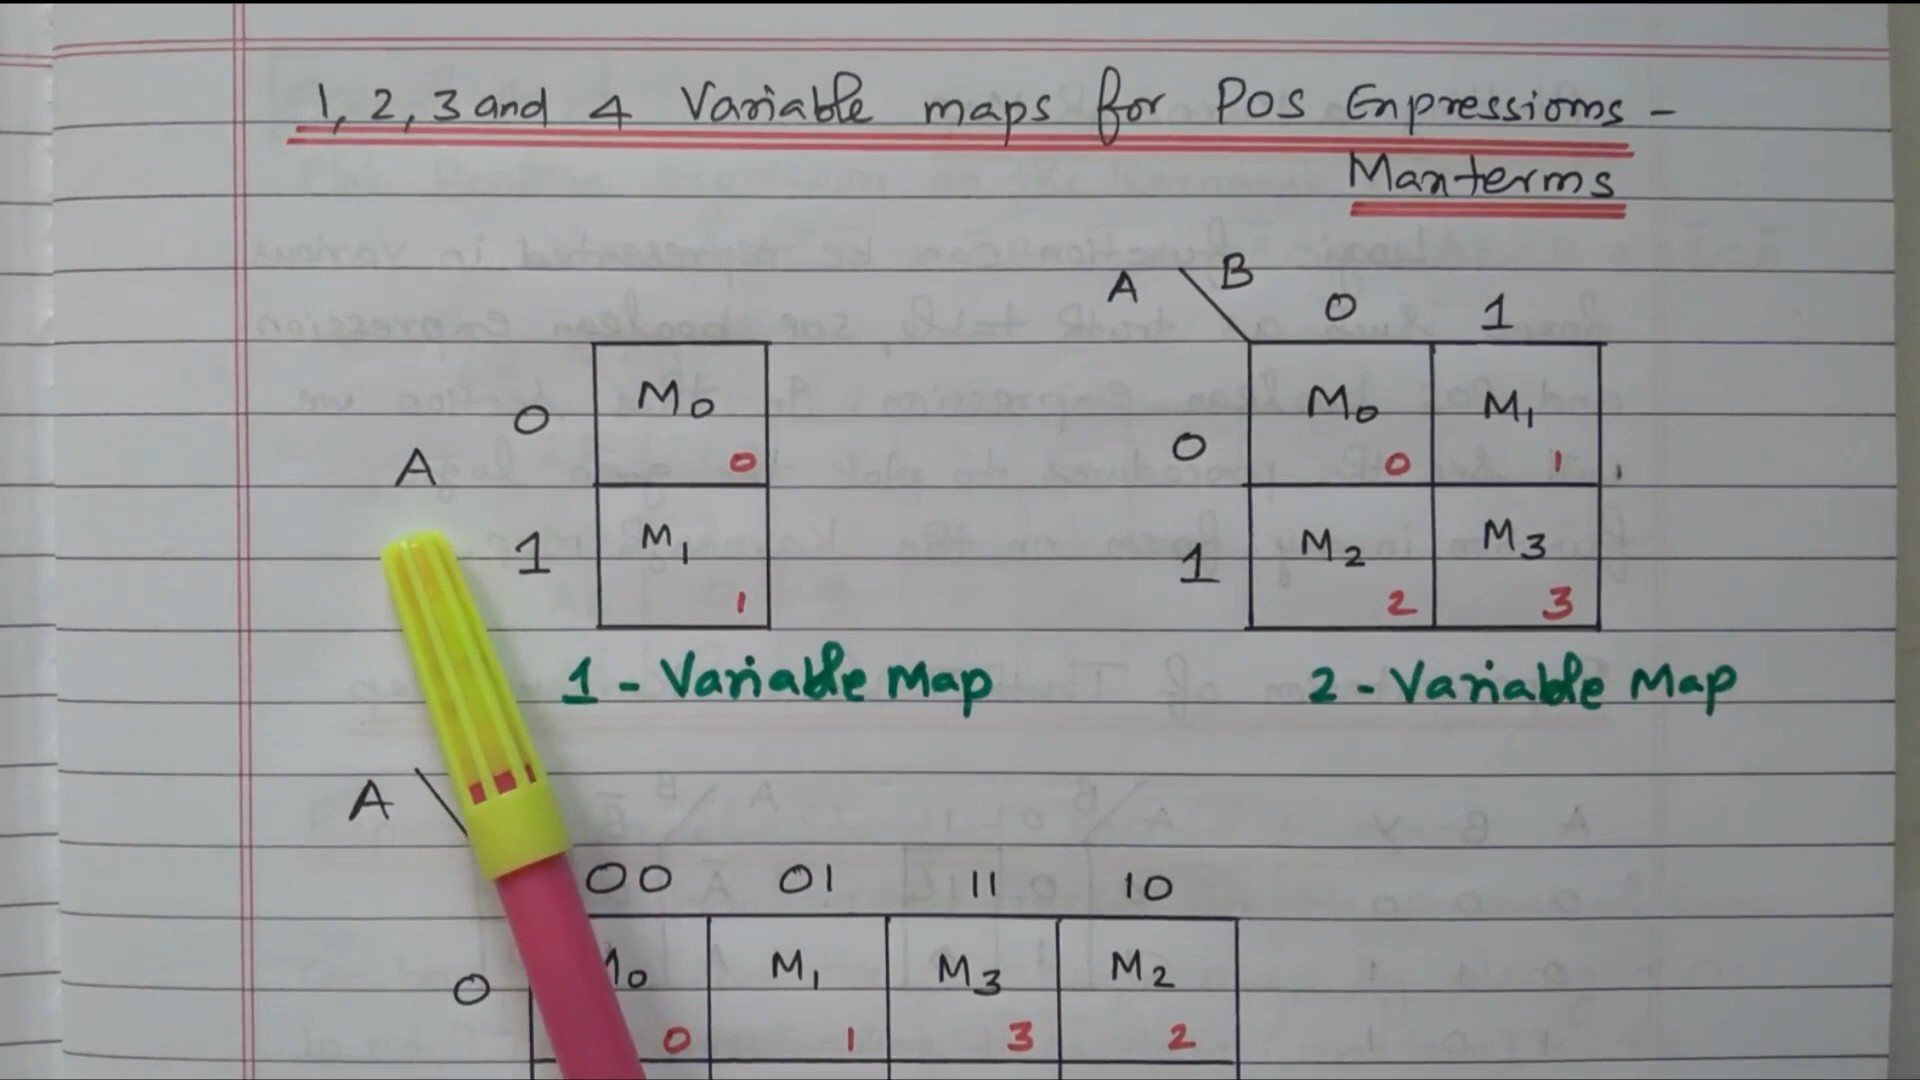 1, 2, 3 and 4 Variable maps for POS Expressions -
Maxterms
A B
0 1
0 M0 0
A
1 M1 1
0 M0 0 M1 1
1 M2 2 M3 3
1 - Variable Map
2 - Variable Map
A
00 01 11 10
0 M0 0 M1 1 M3 3 M2 2